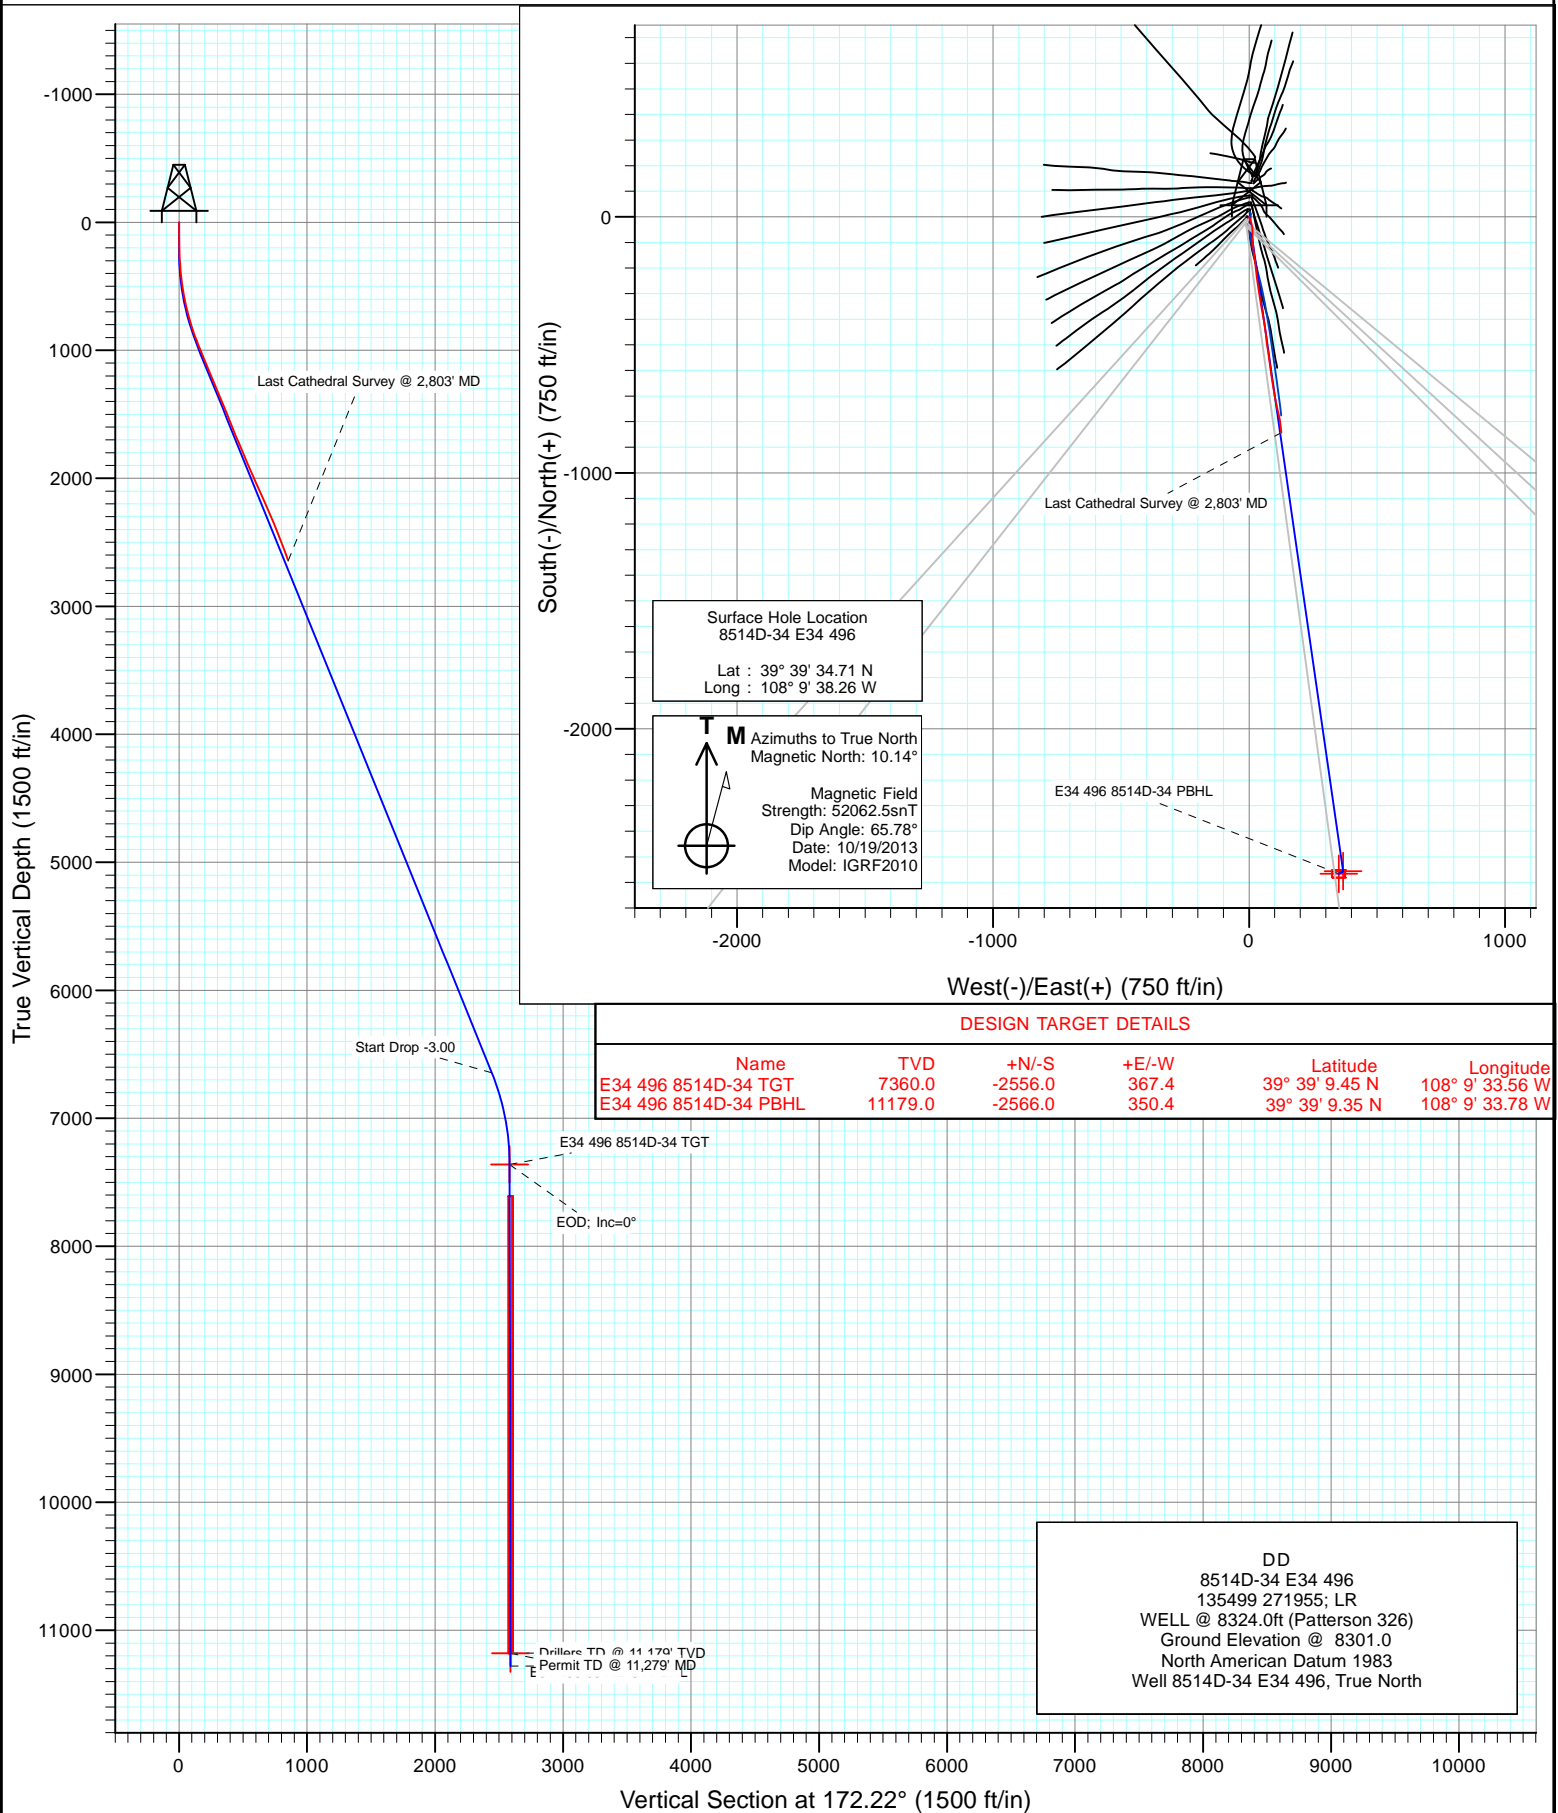 -1000
0
1000
2000
3000
4000
5000
6000
7000
8000
9000
10000
11000
True Vertical Depth (1500 ft/in)
Last Cathedral Survey @ 2,803' MD
Start Drop -3.00
E34 496 8514D-34 TGT
EOD; Inc=0°
Drillers TD @ 11,179' TVD
Permit TD @ 11,279' MD
0 1000 2000 3000 4000 5000 6000 7000 8000 9000 10000
Vertical Section at 172.22° (1500 ft/in)
0
-1000
-2000
South(-)/North(+) (750 ft/in)
Last Cathedral Survey @ 2,803' MD
E34 496 8514D-34 PBHL
-2000 -1000 0 1000
West(-)/East(+) (750 ft/in)
Surface Hole Location
8514D-34 E34 496
Lat : 39° 39' 34.71 N
Long : 108° 9' 38.26 W
T
M
Azimuths to True North
Magnetic North: 10.14°
Magnetic Field
Strength: 52062.5snT
Dip Angle: 65.78°
Date: 10/19/2013
Model: IGRF2010
DESIGN TARGET DETAILS
Name TVD +N/-S +E/-W Latitude Longitude
E34 496 8514D-34 TGT 7360.0 -2556.0 367.4 39° 39' 9.45 N 108° 9' 33.56 W
E34 496 8514D-34 PBHL 11179.0 -2566.0 350.4 39° 39' 9.35 N 108° 9' 33.78 W
DD
8514D-34 E34 496
135499 271955; LR
WELL @ 8324.0ft (Patterson 326)
Ground Elevation @ 8301.0
North American Datum 1983
Well 8514D-34 E34 496, True North